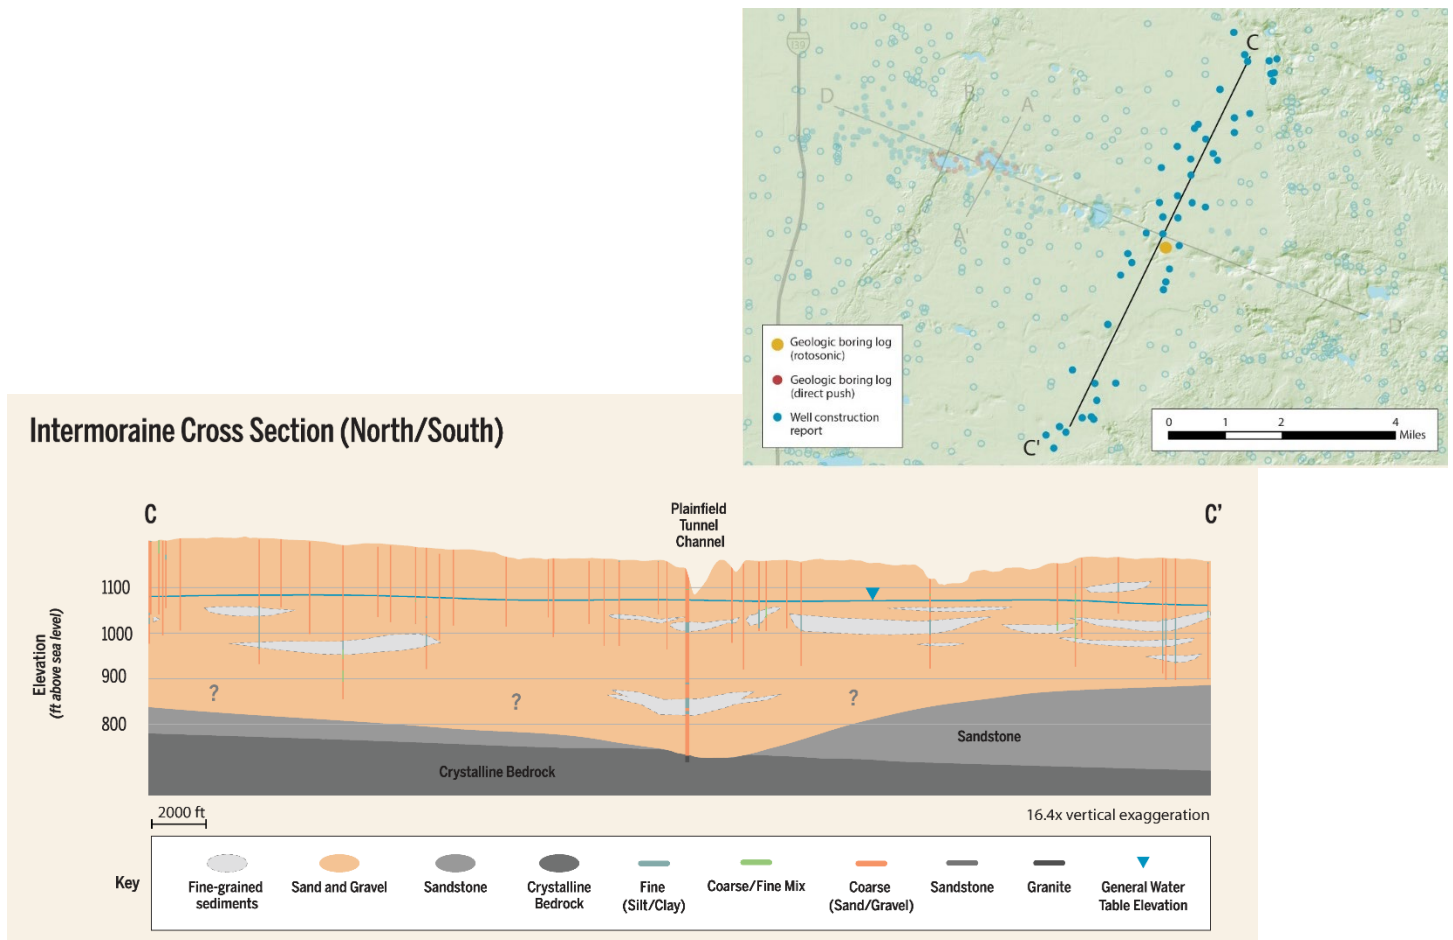 39
C
D
B
A
A'
D
C'
Geologic boring log
(rotosonic)
Geologic boring log
(direct push)
Well construction
report
0 1 2 4
Miles
Intermoraine Cross Section (North/South)
C
Plainfield
Tunnel
Channel
C’
Elevation
(ft above sea level)
1100
1000
900
800
?
?
?
Sandstone
Crystalline Bedrock
2000 ft
16.4x vertical exaggeration
Key
Fine-grained
sediments
Sand and Gravel
Sandstone
Crystalline
Bedrock
Fine
(Silt/Clay)
Coarse/Fine Mix
Coarse
(Sand/Gravel)
Sandstone
Granite
General Water
Table Elevation